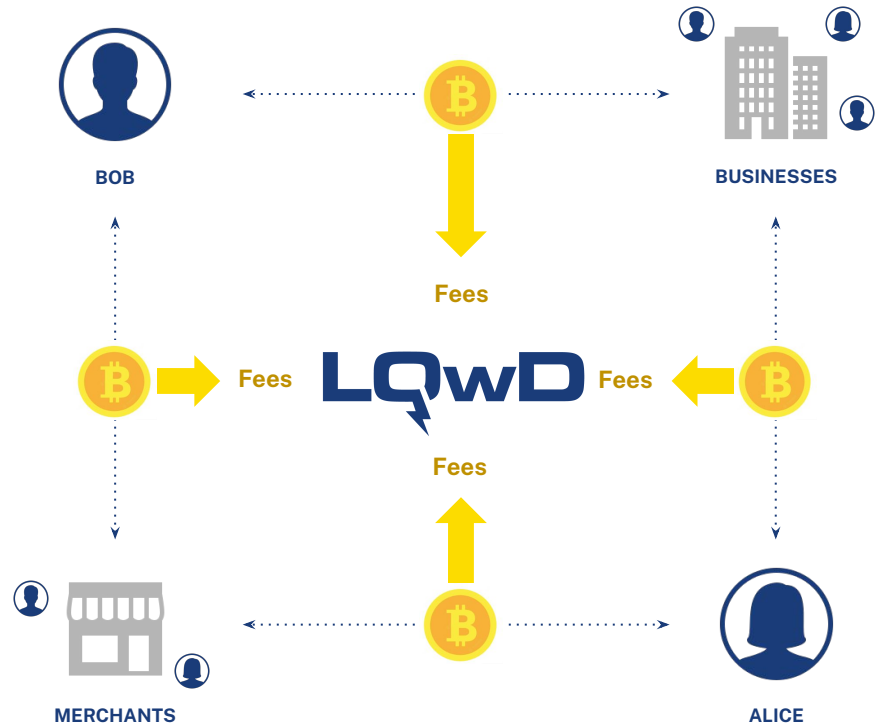 BOB
BUSINESSES
Fees
Fees
LQwD
Fees
Fees
MERCHANTS
ALICE